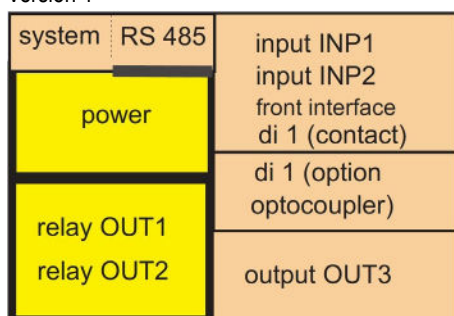 system RS 485
power
relay OUT1
relay OUT2
input INP1
input INP2
front interface
di 1 (contact)
di 1 (option
optocoupler)
output OUT3